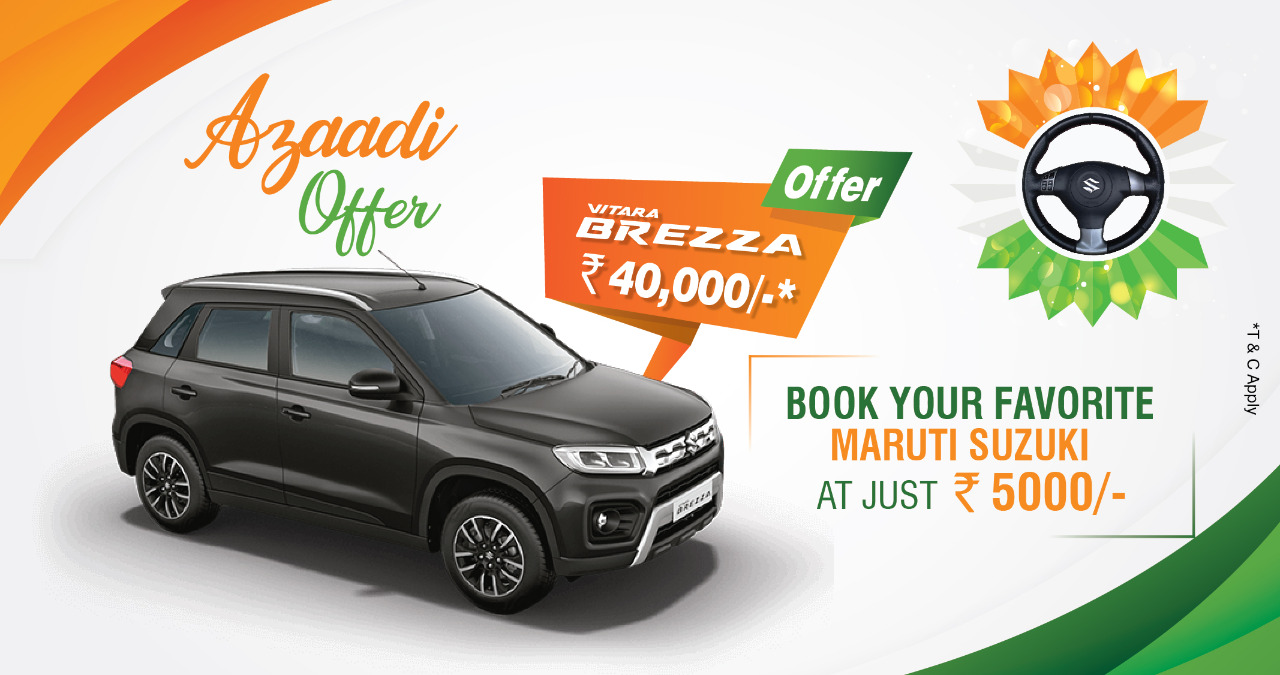 Azaadi
Offer
Offer
VITARA
BREZZA
₹ 40,000/-*
BOOK YOUR FAVORITE
MARUTI SUZUKI
AT JUST ₹ 5000/-
*T & C Apply
BREZZA